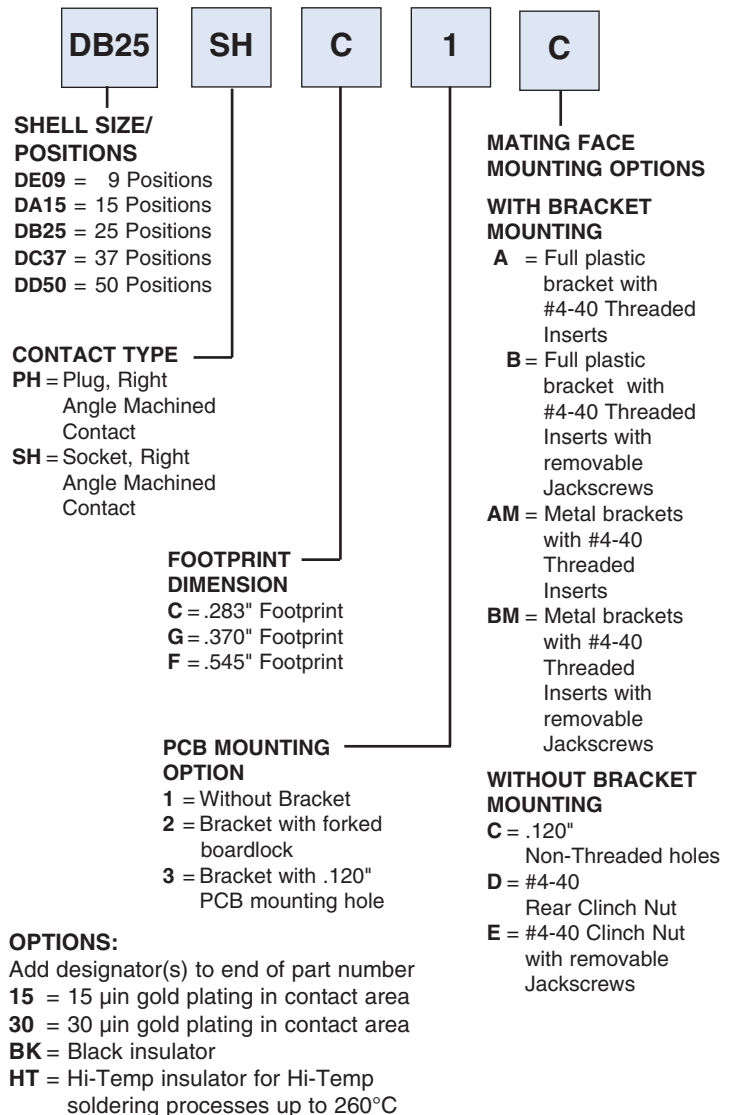 DB25 SH C 1 C
SHELL SIZE/
POSITIONS
DE09 = 9 Positions
DA15 = 15 Positions
DB25 = 25 Positions
DC37 = 37 Positions
DD50 = 50 Positions
CONTACT TYPE
PH = Plug, Right
Angle Machined
Contact
SH = Socket, Right
Angle Machined
Contact
FOOTPRINT
DIMENSION
C = .283" Footprint
G = .370" Footprint
F = .545" Footprint
PCB MOUNTING
OPTION
1 = Without Bracket
2 = Bracket with forked
boardlock
3 = Bracket with .120"
PCB mounting hole
MATING FACE
MOUNTING OPTIONS
WITH BRACKET
MOUNTING
A = Full plastic
bracket with
#4-40 Threaded
Inserts
B = Full plastic
bracket with
#4-40 Threaded
Inserts with
removable
Jackscrews
AM = Metal brackets
with #4-40
Threaded
Inserts
BM = Metal brackets
with #4-40
Threaded
Inserts with
removable
Jackscrews
WITHOUT BRACKET
MOUNTING
C = .120"
Non-Threaded holes
D = #4-40
Rear Clinch Nut
E = #4-40 Clinch Nut
with removable
Jackscrews
OPTIONS:
Add designator(s) to end of part number
15 = 15 μin gold plating in contact area
30 = 30 μin gold plating in contact area
BK = Black insulator
HT = Hi-Temp insulator for Hi-Temp
soldering processes up to 260°C